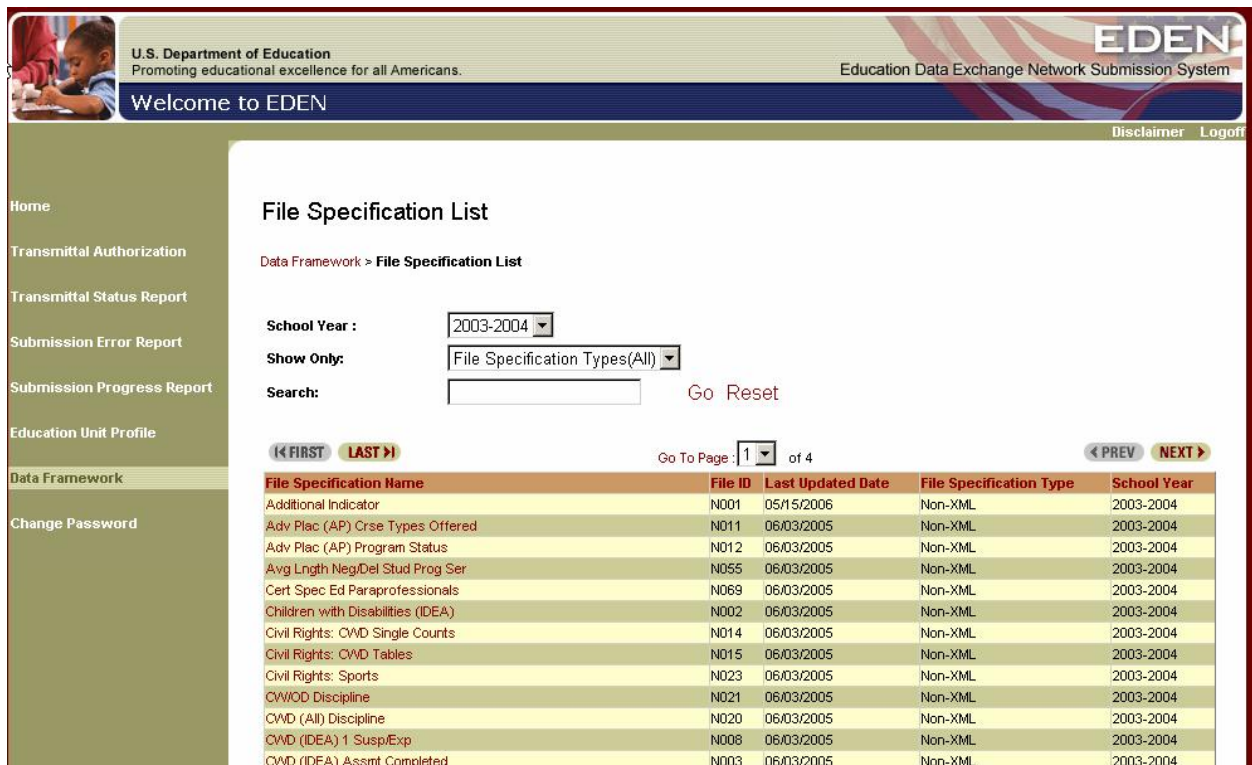 EDEN
U.S. Department of Education
Promoting educational excellence for all Americans.
Education Data Exchange Network Submission System
Welcome to EDEN
Disclaimer Logoff
Home
Transmittal Authorization
Transmittal Status Report
Submission Error Report
Submission Progress Report
Education Unit Profile
Data Framework
Change Password
File Specification List
Data Framework > File Specification List
School Year : 2003-2004
Show Only: File Specification Types(All)
Search: Go Reset
FIRST LAST Go To Page : 1 of 4 PREV NEXT
File Specification Name File ID Last Updated Date File Specification Type School Year
Additional Indicator N001 05/15/2006 Non-XML 2003-2004
Adv Plac (AP) Crse Types Offered N011 06/03/2005 Non-XML 2003-2004
Adv Plac (AP) Program Status N012 06/03/2005 Non-XML 2003-2004
Avg Lngth Neg/Del Stud Prog Ser N055 06/03/2005 Non-XML 2003-2004
Cert Spec Ed Paraprofessionals N069 06/03/2005 Non-XML 2003-2004
Children with Disabilities (IDEA) N002 06/03/2005 Non-XML 2003-2004
Civil Rights: CWD Single Counts N014 06/03/2005 Non-XML 2003-2004
Civil Rights: CWD Tables N015 06/03/2005 Non-XML 2003-2004
Civil Rights: Sports N023 06/03/2005 Non-XML 2003-2004
CWOD Discipline N021 06/03/2005 Non-XML 2003-2004
CWD (All) Discipline N020 06/03/2005 Non-XML 2003-2004
CWD (IDEA) 1 Susp/Exp N008 06/03/2005 Non-XML 2003-2004
CWD (IDEA) Assmt Completed N003 06/03/2005 Non-XML 2003-2004